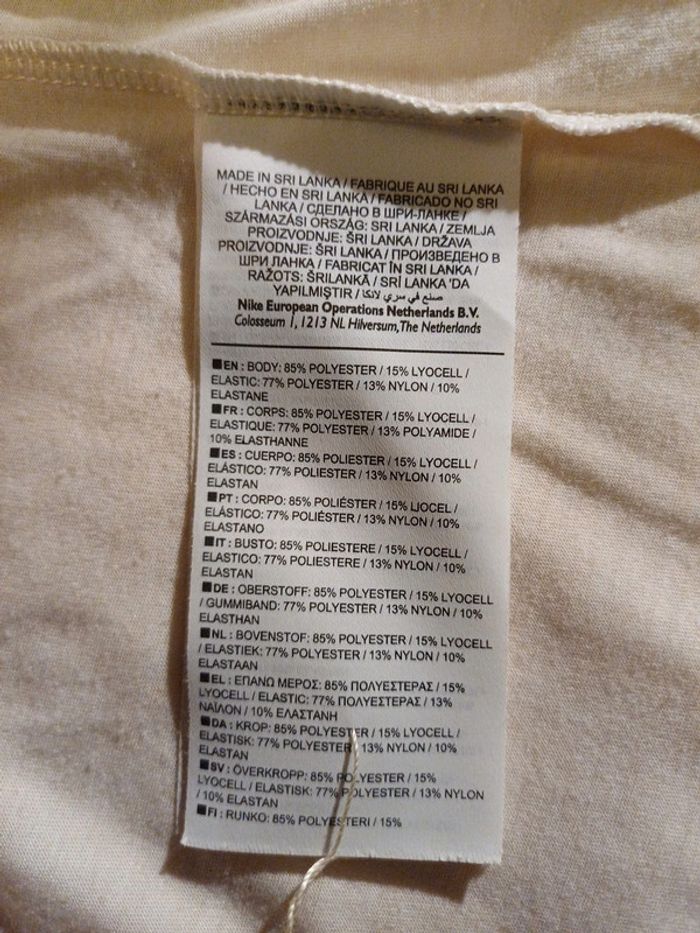 MADE IN SRI LANKA / FABRIQUE AU SRI LANKA
/ HECHO EN SRI LANKA / FABRICADO NO SRI
LANKA / СДЕЛАНО В ШРИ-ЛАНКЕ /
SZÁRMAZÁSI ORSZÁG: SRI LANKA / ZEMLJA
PROIZVODNJE: ŠRI LANKA / DRŽAVA
PROIZVODNJE: ŠRI LANKA / ПРОИЗВЕДЕНО В
ШРИ ЛАНКА / FABRICAT ÎN SRI LANKA /
RAŽOTS: ŠRILANKĀ / SRİ LANKA 'DA
YAPILMIŞTIR / صنع في سري لانكا
Nike European Operations Netherlands B.V.
Colosseum 1, 1213 NL Hilversum, The Netherlands
■EN : BODY: 85% POLYESTER / 15% LYOCELL /
ELASTIC: 77% POLYESTER / 13% NYLON / 10%
ELASTANE
■FR : CORPS: 85% POLYESTER / 15% LYOCELL /
ELASTIQUE: 77% POLYESTER / 13% POLYAMIDE /
10% ELASTHANNE
■ES : CUERPO: 85% POLIESTER / 15% LYOCELL /
ELÁSTICO: 77% POLIESTER / 13% NYLON / 10%
ELASTAN
■PT : CORPO: 85% POLIÉSTER / 15% LIOCEL /
ELÁSTICO: 77% POLIÉSTER / 13% NYLON / 10%
ELASTANO
■IT : BUSTO: 85% POLIESTERE / 15% LYOCELL /
ELASTICO: 77% POLIESTERE / 13% NYLON / 10%
ELASTAN
■DE : OBERSTOFF: 85% POLYESTER / 15% LYOCELL
/ GUMMIBAND: 77% POLYESTER / 13% NYLON / 10%
ELASTHAN
■NL : BOVENSTOF: 85% POLYESTER / 15% LYOCELL
/ ELASTIEK: 77% POLYESTER / 13% NYLON / 10%
ELASTAAN
■EL : ΕΠΑΝΩ ΜΕΡΟΣ: 85% ΠΟΛΥΕΣΤΕΡΑΣ / 15%
LYOCELL / ELASTIC: 77% ΠΟΛΥΕΣΤΕΡΑΣ / 13%
ΝΑΪΛΟΝ / 10% ΕΛΑΣΤΑΝΗ
■DA : KROP: 85% POLYESTER / 15% LYOCELL /
ELASTISK: 77% POLYESTER / 13% NYLON / 10%
ELASTAN
■SV : ÖVERKROPP: 85% POLYESTER / 15%
LYOCELL / ELASTISK: 77% POLYESTER / 13% NYLON
/ 10% ELASTAN
■FI : RUNKO: 85% POLYESTERI / 15%